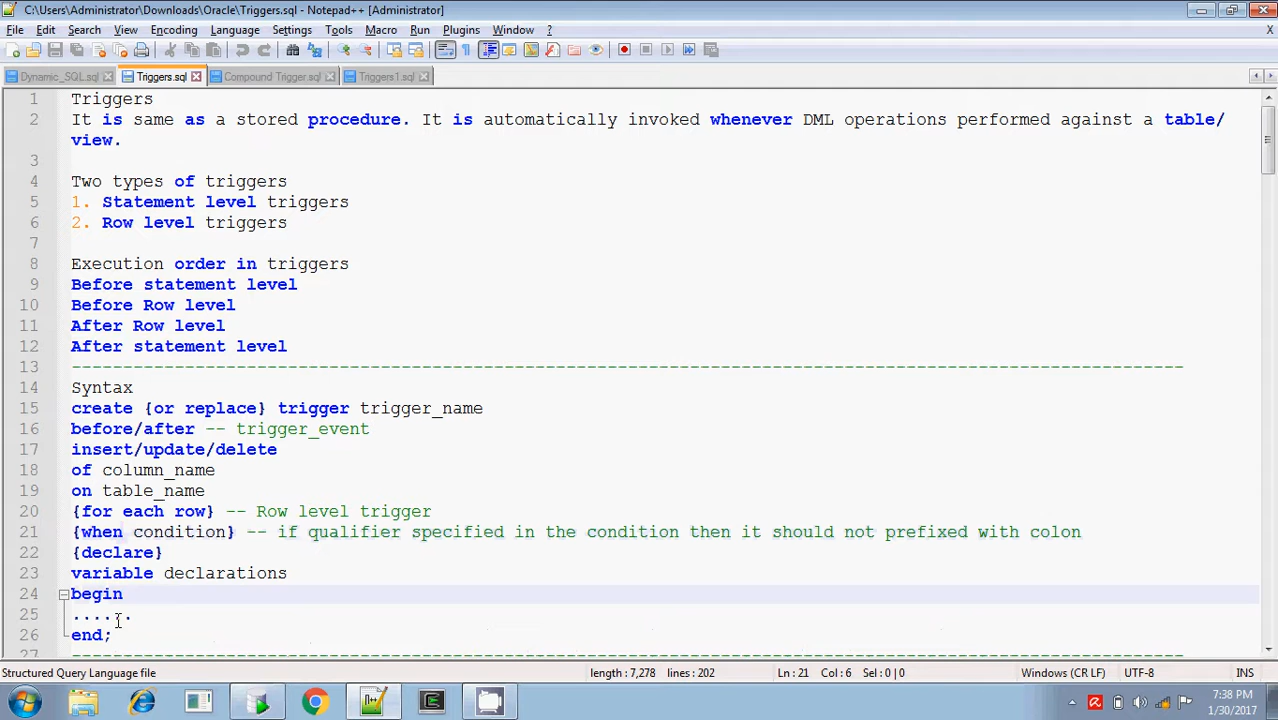 C:\Users\Administrator\Downloads\Oracle\Triggers.sql - Notepad++ [Administrator]
File Edit Search View Encoding Language Settings Tools Macro Run Plugins Window ?
X
Dynamic_SQL.sql Triggers.sql Compound Trigger.sql Triggers1.sql
1 Triggers
2 It is same as a stored procedure. It is automatically invoked whenever DML operations performed against a table/
view.
3
4 Two types of triggers
5 1. Statement level triggers
6 2. Row level triggers
7
8 Execution order in triggers
9 Before statement level
10 Before Row level
11 After Row level
12 After statement level
13 -----------------------------------------------------------------------------------------------------------
14 Syntax
15 create {or replace} trigger trigger_name
16 before/after -- trigger_event
17 insert/update/delete
18 of column_name
19 on table_name
20 {for each row} -- Row level trigger
21 {when condition} -- if qualifier specified in the condition then it should not prefixed with colon
22 {declare}
23 variable declarations
24 begin
25 ......
26 end;
27 -----------------------------------------------------------------------------------------------------------
Structured Query Language file length : 7,278 lines : 202 Ln : 21 Col : 6 Sel : 0 | 0 Windows (CR LF) UTF-8 INS
7:38 PM
1/30/2017